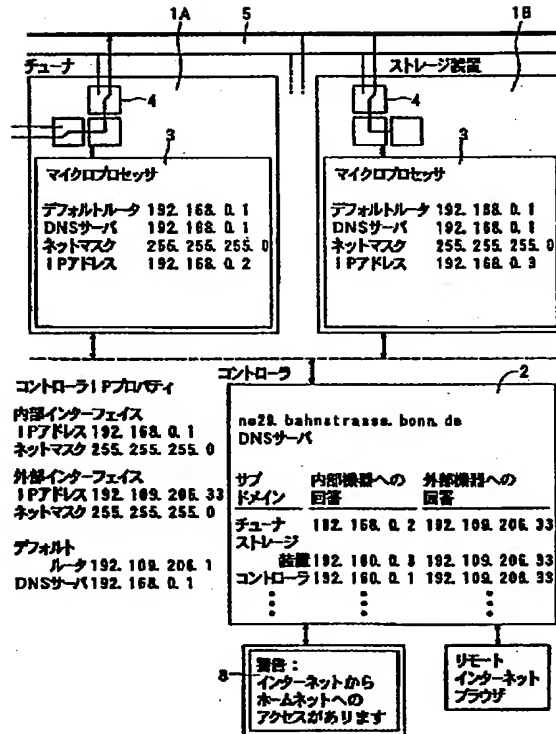 1A
5
1B
チューナ
ストレージ装置
4
4
3
3
マイクロプロセッサ
デフォルトルータ 192. 168. 0. 1
DNSサーバ 192. 168. 0. 1
ネットマスク 255. 255. 255. 0
IPアドレス 192. 168. 0. 2
マイクロプロセッサ
デフォルトルータ 192. 168. 0. 1
DNSサーバ 192. 168. 0. 1
ネットマスク 255. 255. 255. 0
IPアドレス 192. 168. 0. 3
コントローラIPプロパティ
内部インターフェイス
IPアドレス 192. 168. 0. 1
ネットマスク 255. 255. 255. 0
外部インターフェイス
IPアドレス 192. 109. 206. 33
ネットマスク 255. 255. 255. 0
デフォルト
ルータ 192. 109. 206. 1
DNSサーバ 192. 168. 0. 1
コントローラ
2
ne29. bahnstrasse. bonn. de
DNSサーバ
サブ
ドメイン
内部機器への
回答
外部機器への
回答
チューナ 192. 168. 0. 2 192. 109. 206. 33
ストレージ
装置 192. 168. 0. 3 192. 109. 206. 33
コントローラ 192. 168. 0. 1 192. 109. 206. 33
8
警告：
インターネットから
ホームネットへの
アクセスがあります
リモート
インターネット
ブラウザ